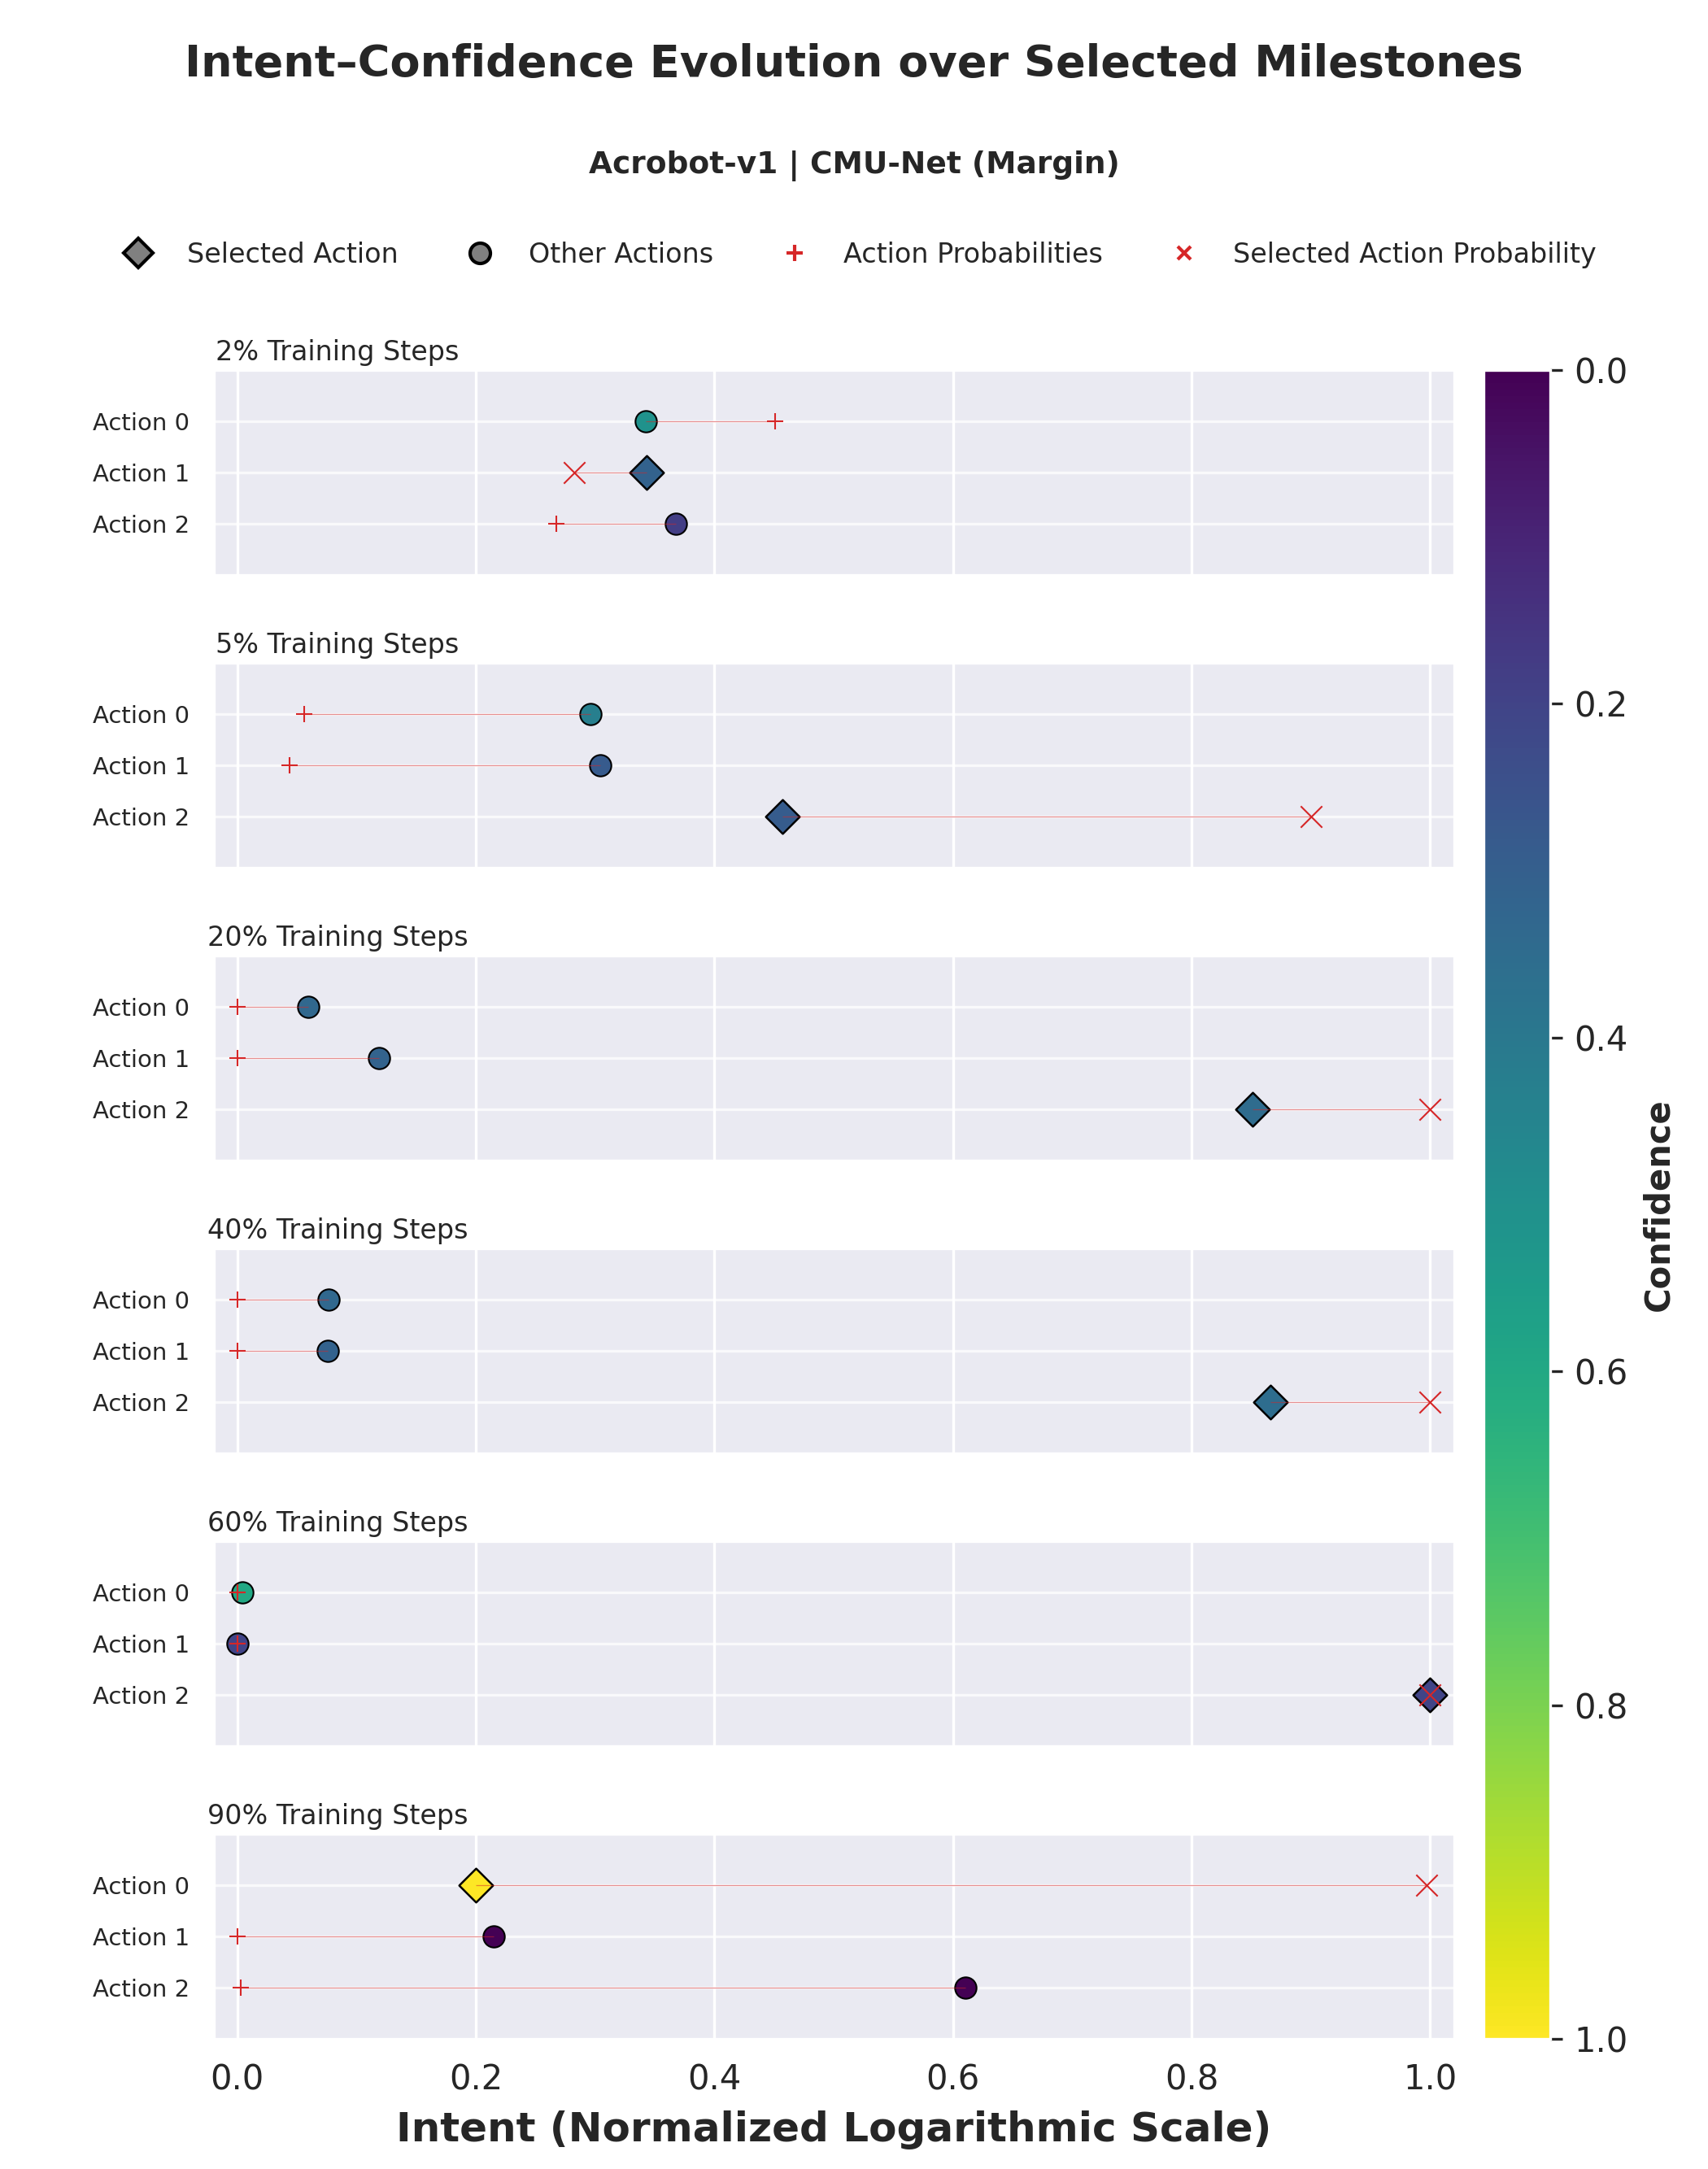 Intent–Confidence Evolution over Selected Milestones
Acrobot-v1 | CMU-Net (Margin)
Selected Action
Other Actions
Action Probabilities
Selected Action Probability
2% Training Steps
Action 0
Action 1
Action 2
5% Training Steps
Action 0
Action 1
Action 2
20% Training Steps
Action 0
Action 1
Action 2
40% Training Steps
Action 0
Action 1
Action 2
60% Training Steps
Action 0
Action 1
Action 2
90% Training Steps
Action 0
Action 1
Action 2
0.0
0.2
0.4
0.6
0.8
1.0
Intent (Normalized Logarithmic Scale)
0.0
0.2
0.4
0.6
0.8
1.0
Confidence